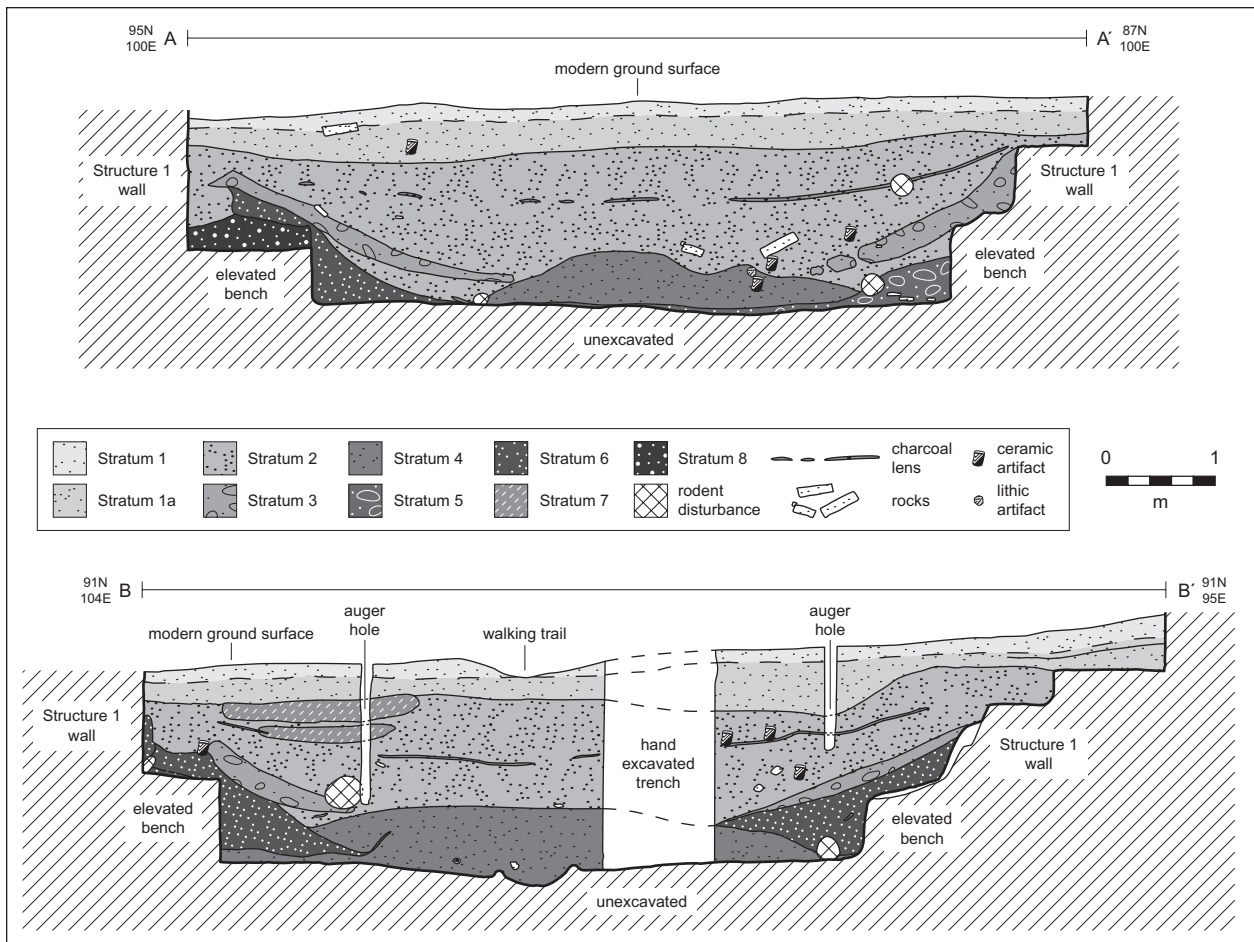 95N
100E A
A´ 87N
100E
modern ground surface
Structure 1
wall
Structure 1
wall
elevated
bench
elevated
bench
unexcavated
Stratum 1
Stratum 2
Stratum 4
Stratum 6
Stratum 8
charcoal
lens
ceramic
artifact
Stratum 1a
Stratum 3
Stratum 5
Stratum 7
rodent
disturbance
rocks
lithic
artifact
0 1
m
91N
104E B
B´ 91N
95E
modern ground surface
auger
hole
walking trail
auger
hole
Structure 1
wall
hand
excavated
trench
Structure 1
wall
elevated
bench
elevated
bench
unexcavated